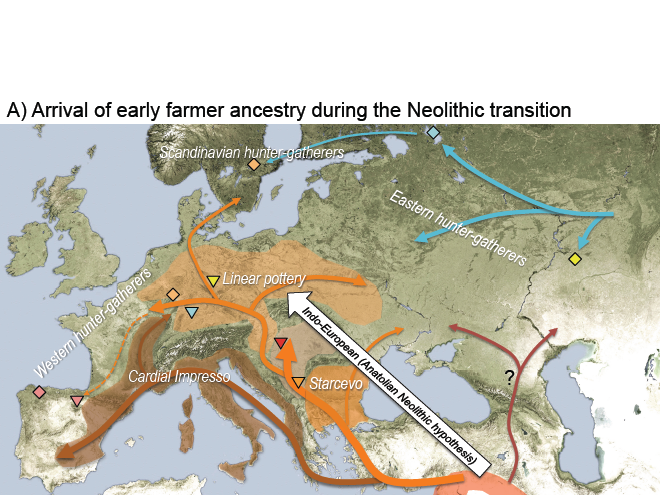 A) Arrival of early farmer ancestry during the Neolithic transition
Scandinavian hunter-gatherers
Eastern hunter-gatherers
Western hunter-gatherers
Linear pottery
Indo-European (Anatolian Neolithic hypothesis)
Cardial Impresso
Starcevo
?